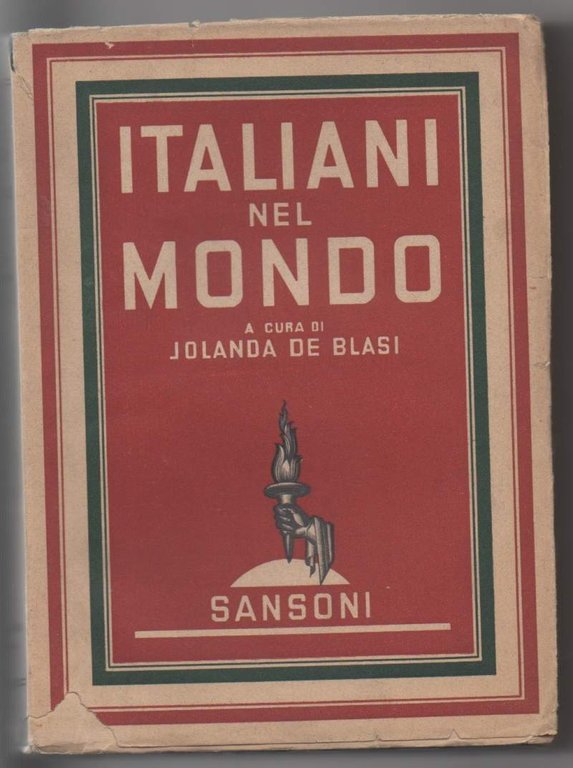 ITALIANI
NEL
MONDO
A CURA DI
JOLANDA DE BLASI
SANSONI